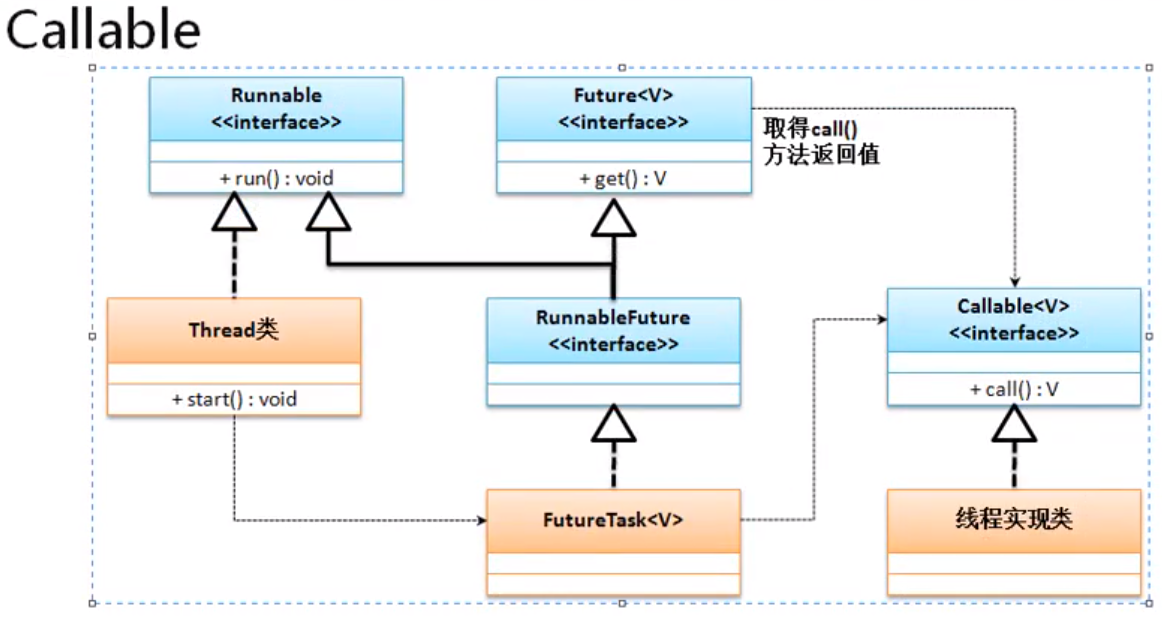 Callable
Runnable
<<interface>>
+ run() : void
Future<V>
<<interface>>
+ get() : V
取得call()
方法返回值
Thread类
+ start() : void
RunnableFuture
<<interface>>
Callable<V>
<<interface>>
+ call() : V
FutureTask<V>
线程实现类